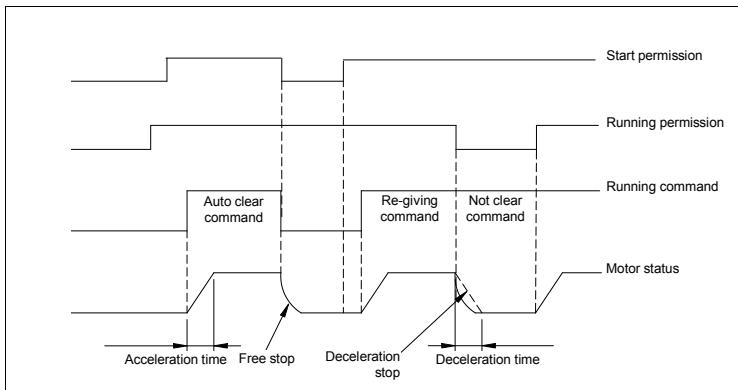 Start permission
Running permission
Running command
Auto clear
command
Re-giving
command
Not clear
command
Motor status
Acceleration time
Free stop
Deceleration
stop
Deceleration time